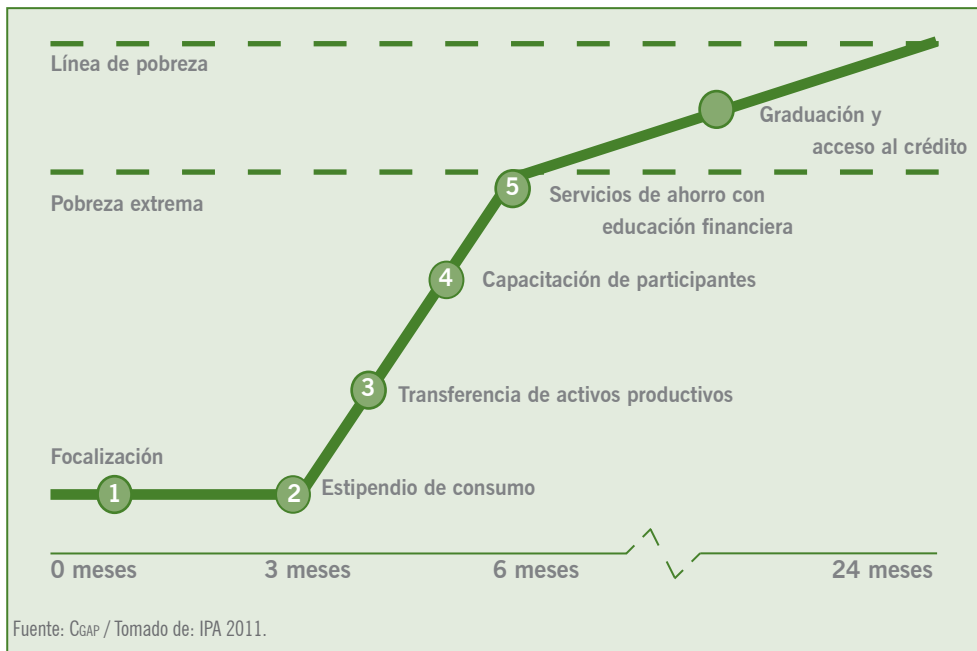 Línea de pobreza
Graduación y
acceso al crédito
Pobreza extrema
5
Servicios de ahorro con
educación financiera
4
Capacitación de participantes
3
Transferencia de activos productivos
Focalización
1
2
Estipendio de consumo
0 meses
3 meses
6 meses
24 meses
Fuente: CGAP / Tomado de: IPA 2011.